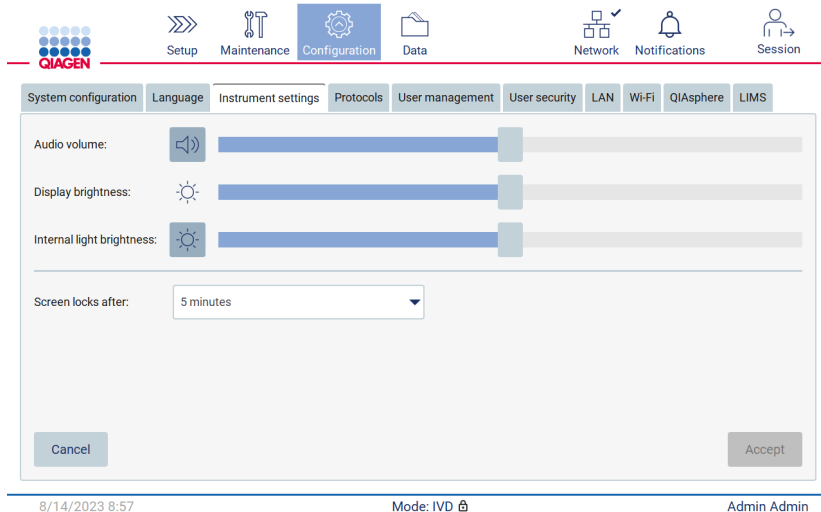 QIAGEN
Setup Maintenance Configuration Data Network Notifications Session
System configuration Language Instrument settings Protocols User management User security LAN Wi-Fi QIAsphere LIMS
Audio volume:
Display brightness:
Internal light brightness:
Screen locks after: 5 minutes
Cancel Accept
8/14/2023 8:57 Mode: IVD Admin Admin